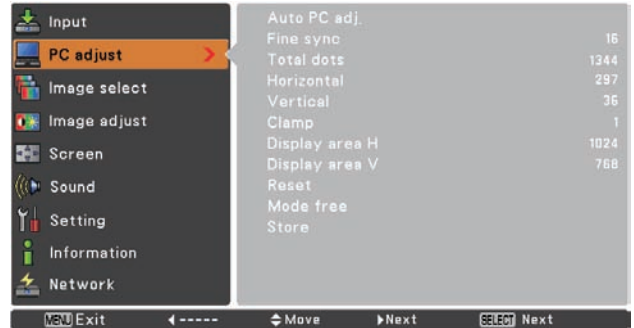 Input
PC adjust
Image select
Image adjust
Screen
Sound
Setting
Information
Network
Auto PC adj.
Fine sync 16
Total dots 1344
Horizontal 297
Vertical 36
Clamp 1
Display area H 1024
Display area V 768
Reset
Mode free
Store
MENU Exit ----- Move Next SELECT Next